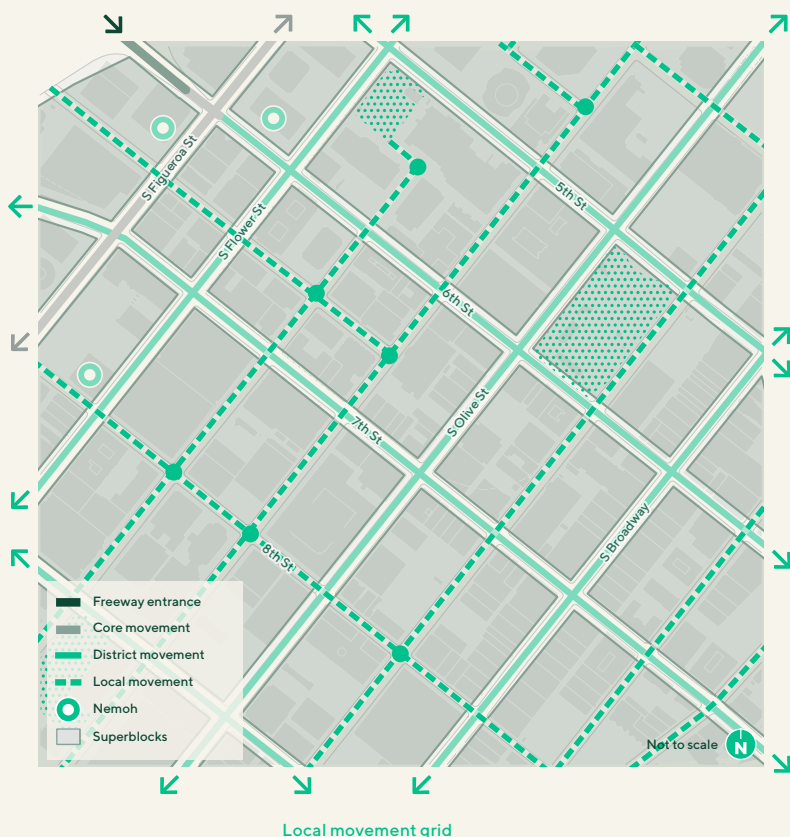 S Figueroa St
5th St
S Flower St
6th St
7th St
S Olive St
S Broadway
8th St
Freeway entrance
Core movement
District movement
Local movement
Nemoh
Superblocks
Not to scale
N
Local movement grid